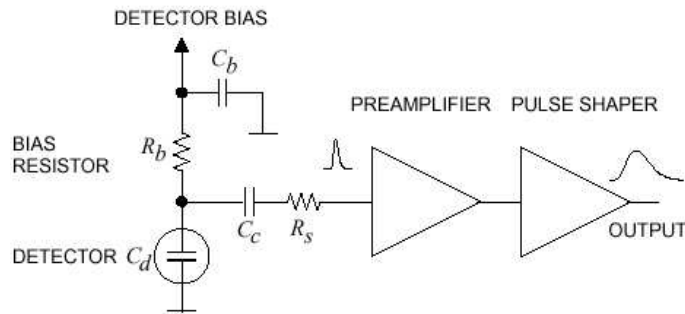 DETECTOR BIAS
C_b
PREAMPLIFIER PULSE SHAPER
BIAS
RESISTOR
R_b
C_c
R_s
OUTPUT
DETECTOR
C_d